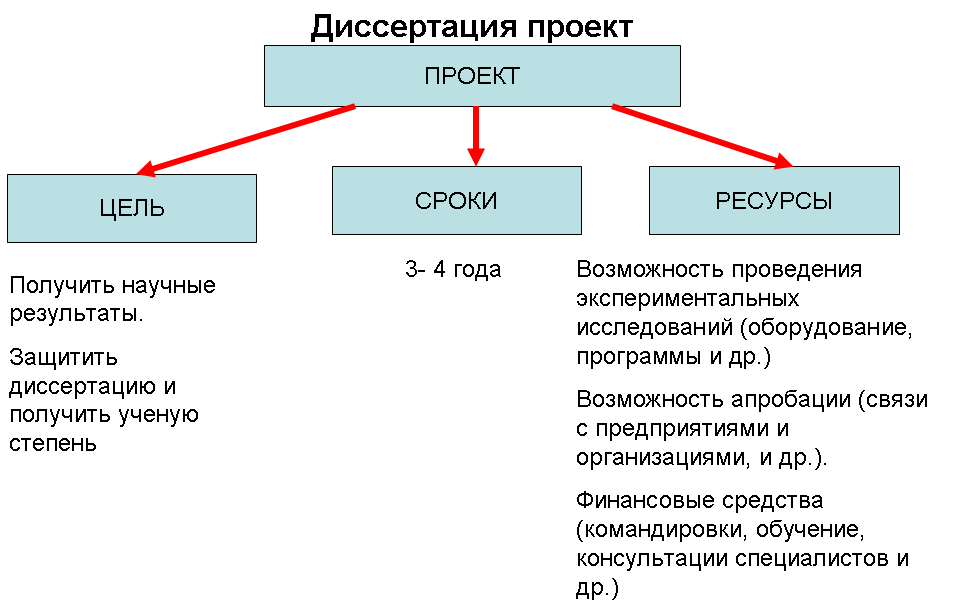 Диссертация проект
ПРОЕКТ
ЦЕЛЬ
СРОКИ
РЕСУРСЫ
Получить научные
результаты.
Защитить
диссертацию и
получить ученую
степень
3- 4 года
Возможность проведения
экспериментальных
исследований (оборудование,
программы и др.)
Возможность апробации (связи
с предприятиями и
организациями, и др.).
Финансовые средства
(командировки, обучение,
консультации специалистов и
др.)